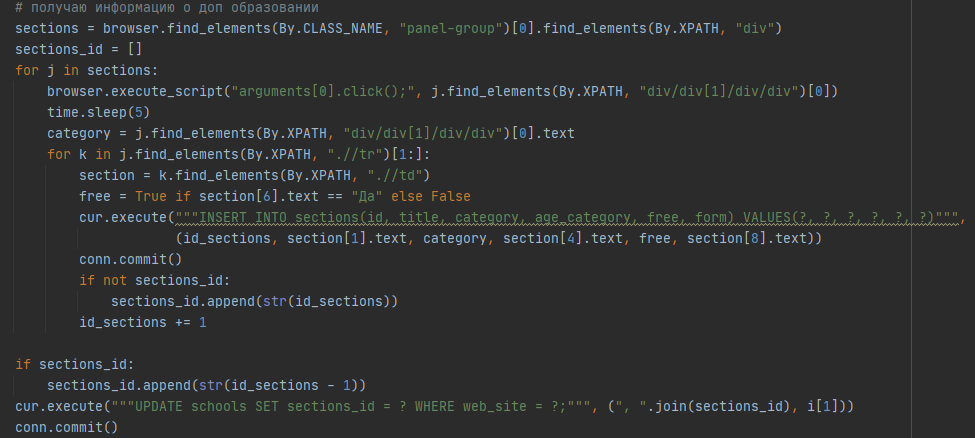 # получаю информацию о доп образовании
sections = browser.find_elements(By.CLASS_NAME, "panel-group")[0].find_elements(By.XPATH, "div")
sections_id = []
for j in sections:
    browser.execute_script("arguments[0].click();", j.find_elements(By.XPATH, "div/div[1]/div/div")[0])
    time.sleep(5)
    category = j.find_elements(By.XPATH, "div/div[1]/div/div")[0].text
    for k in j.find_elements(By.XPATH, ".//tr")[1:]:
        section = k.find_elements(By.XPATH, ".//td")
        free = True if section[6].text == "Да" else False
        cur.execute("""INSERT INTO sections(id, title, category, age_category, free, form) VALUES(?, ?, ?, ?, ?, ?)""",
                    (id_sections, section[1].text, category, section[4].text, free, section[8].text))
        conn.commit()
        if not sections_id:
            sections_id.append(str(id_sections))
        id_sections += 1
if sections_id:
    sections_id.append(str(id_sections - 1))
cur.execute("""UPDATE schools SET sections_id = ? WHERE web_site = ?;""", (", ".join(sections_id), i[1]))
conn.commit()